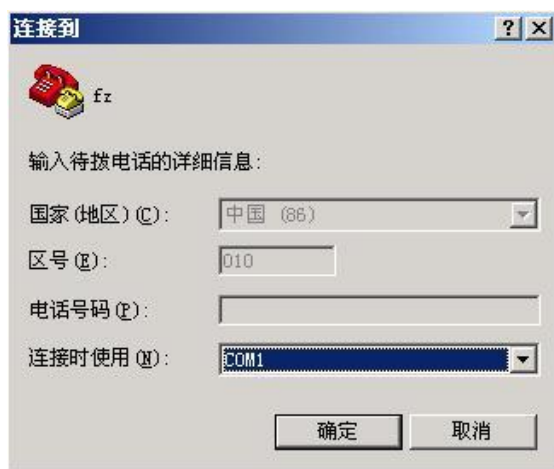 连接到
fz
输入待拨电话的详细信息:
国家(地区)(C): 中国 (86)
区号(E): 010
电话号码(P):
连接时使用(N): COM1
确定 取消